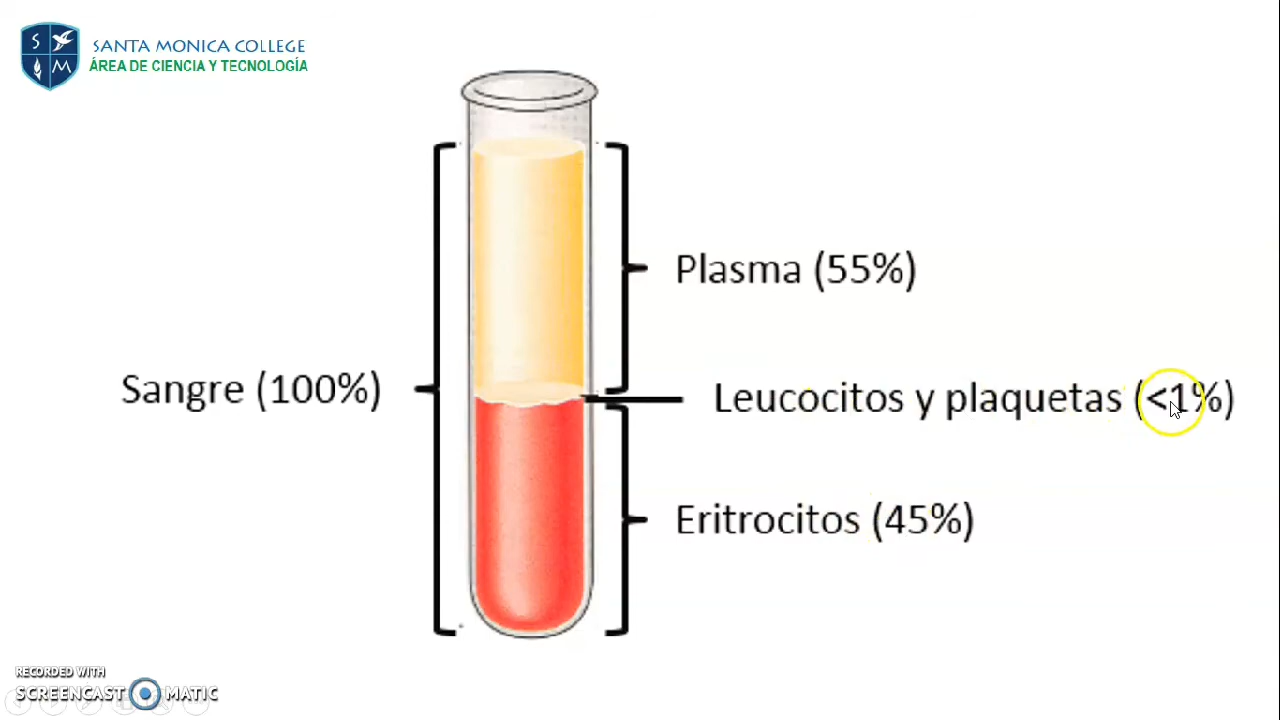 S
M
SANTA MONICA COLLEGE
ÁREA DE CIENCIA Y TECNOLOGÍA
Plasma (55%)
Sangre (100%)
Leucocitos y plaquetas (<1%)
Eritrocitos (45%)
RECORDED WITH
SCREENCAST MATIC